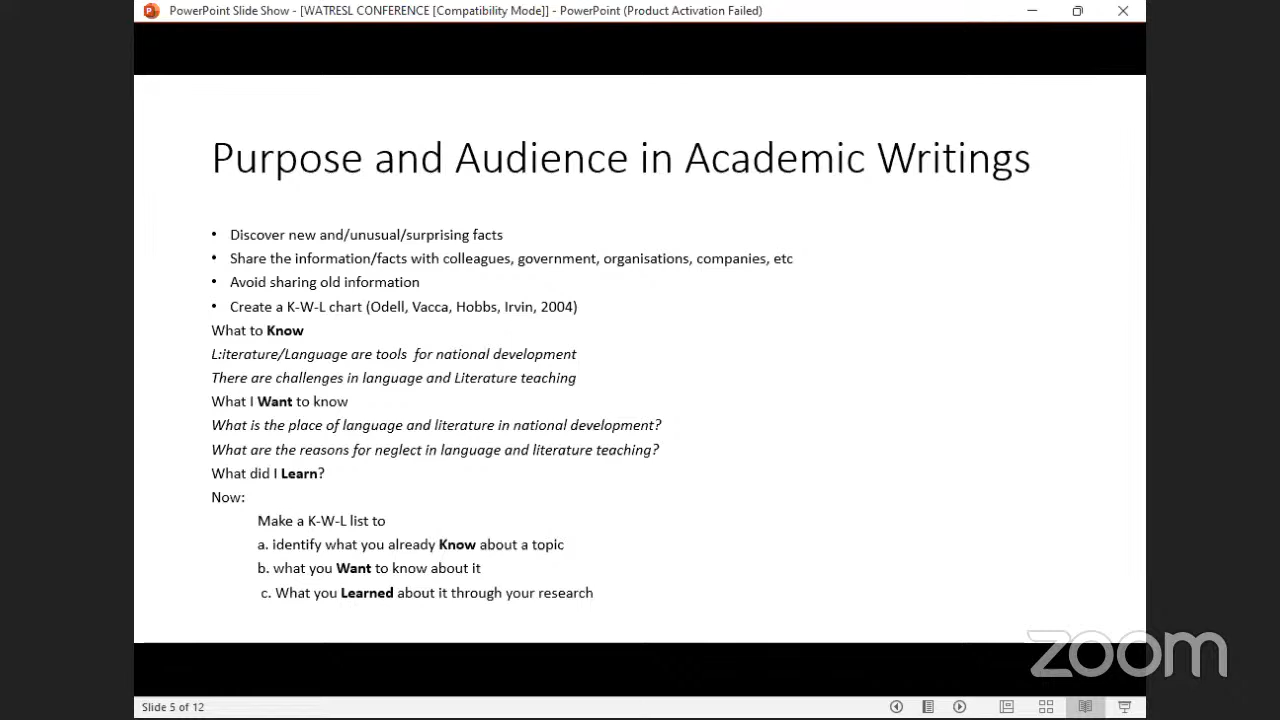 PowerPoint Slide Show - [WATRESL CONFERENCE [Compatibility Mode]] - PowerPoint (Product Activation Failed)
Purpose and Audience in Academic Writings
• Discover new and/unusual/surprising facts
• Share the information/facts with colleagues, government, organisations, companies, etc
• Avoid sharing old information
• Create a K-W-L chart (Odell, Vacca, Hobbs, Irvin, 2004)
What to Know
L:iterature/Language are tools for national development
There are challenges in language and Literature teaching
What I Want to know
What is the place of language and literature in national development?
What are the reasons for neglect in language and literature teaching?
What did I Learn?
Now:
Make a K-W-L list to
a. identify what you already Know about a topic
b. what you Want to know about it
c. What you Learned about it through your research
zoom
Slide 5 of 12